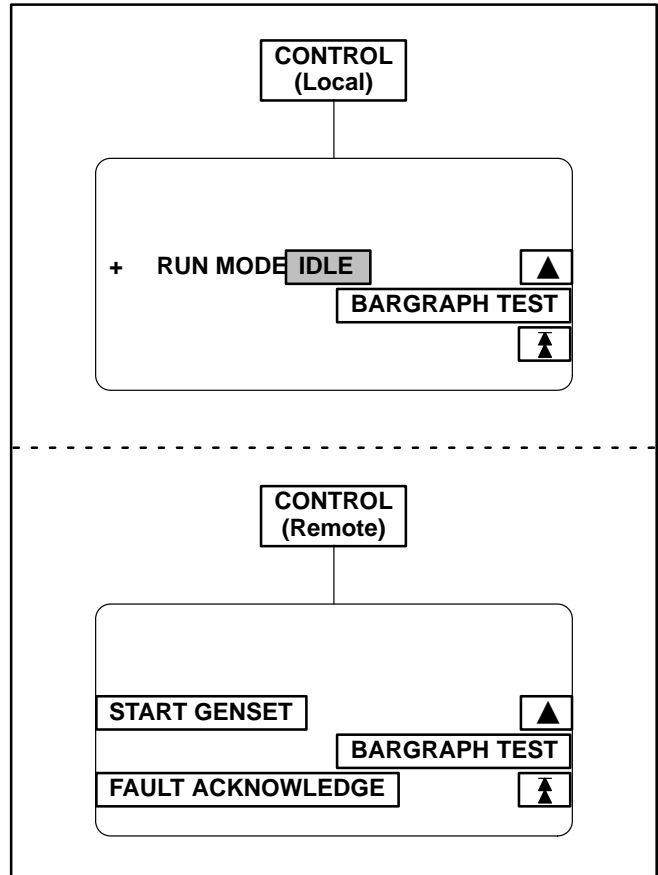 CONTROL
(Local)
+ RUN MODE IDLE
BARGRAPH TEST
CONTROL
(Remote)
START GENSET
BARGRAPH TEST
FAULT ACKNOWLEDGE